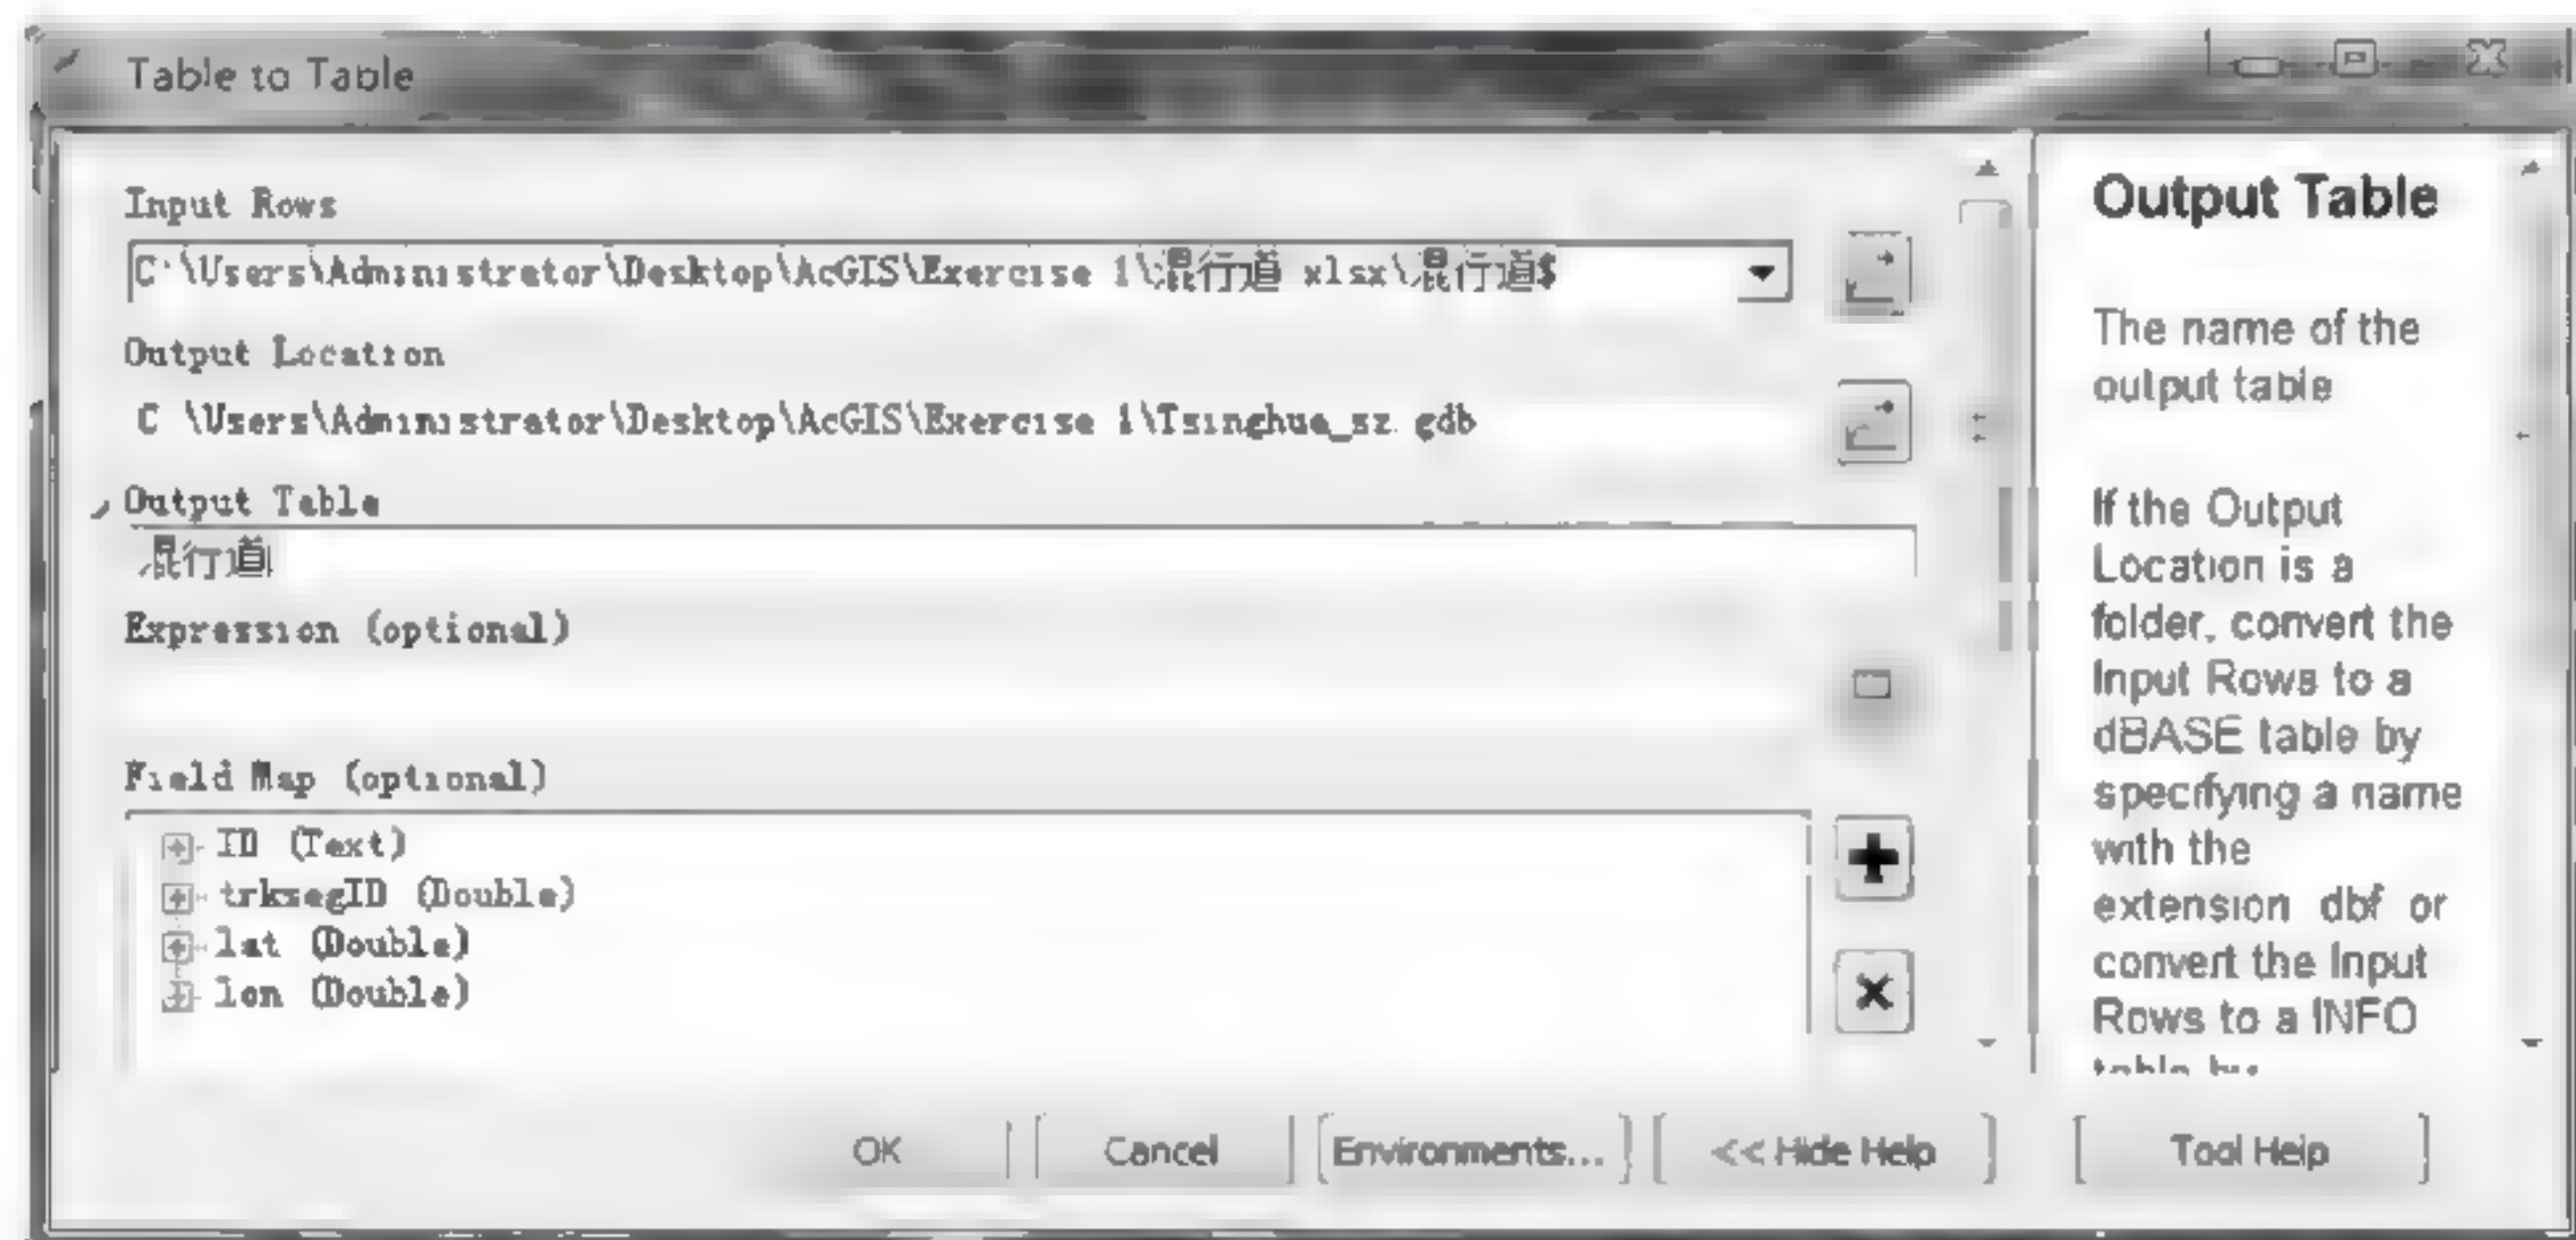 Table to Table
Input Rows
C:\Users\Administrator\Desktop\AcGIS\Exercise 1\混行道 xlsx\混行道$
Output Location
C \Users\Administrator\Desktop\AcGIS\Exercise 1\Tsinghua_sz.gdb
Output Table
混行道
Expression (optional)
Field Map (optional)
ID (Text)
trksegID (Double)
lat (Double)
lon (Double)
OK
Cancel
Environments...
<< Hide Help
Output Table
The name of the
output table
If the Output
Location is a
folder, convert the
Input Rows to a
dBASE table by
specifying a name
with the
extension dbf or
convert the Input
Rows to a INFO
table by
Tool Help